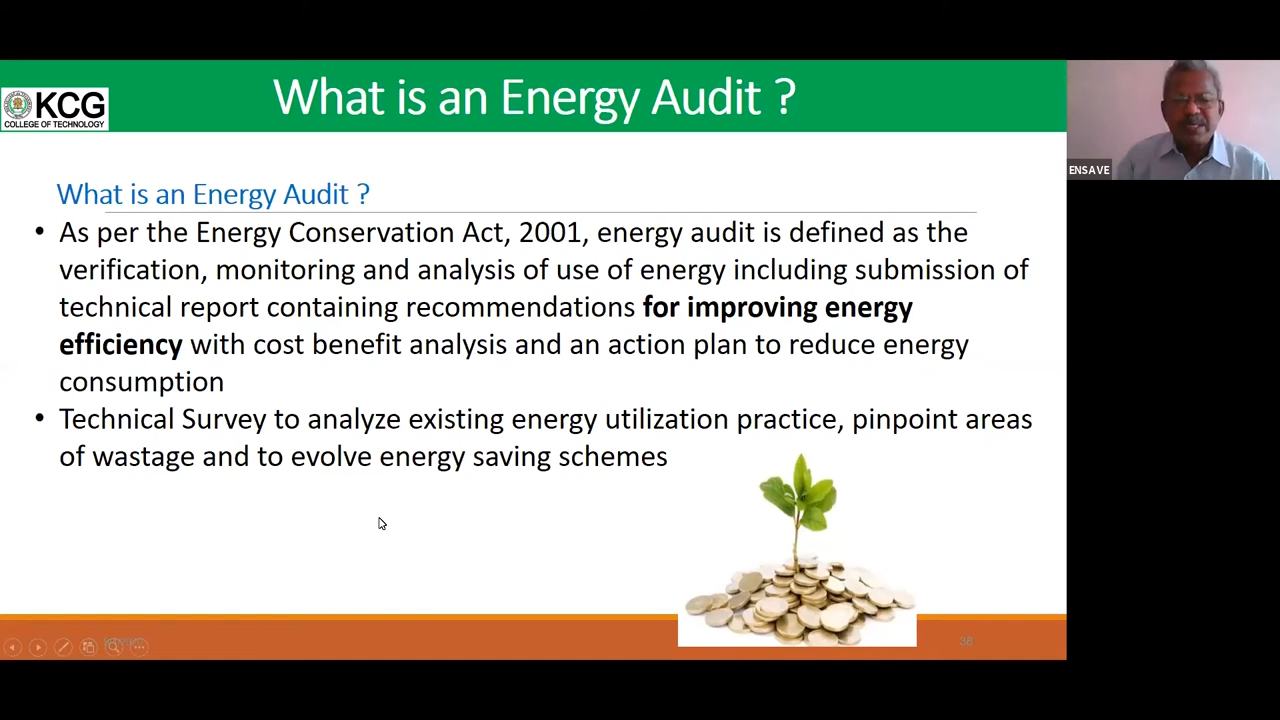 What is an Energy Audit ?
KCG
COLLEGE OF TECHNOLOGY
ENSAVE
What is an Energy Audit ?
• As per the Energy Conservation Act, 2001, energy audit is defined as the
verification, monitoring and analysis of use of energy including submission of
technical report containing recommendations for improving energy
efficiency with cost benefit analysis and an action plan to reduce energy
consumption
• Technical Survey to analyze existing energy utilization practice, pinpoint areas
of wastage and to evolve energy saving schemes
38